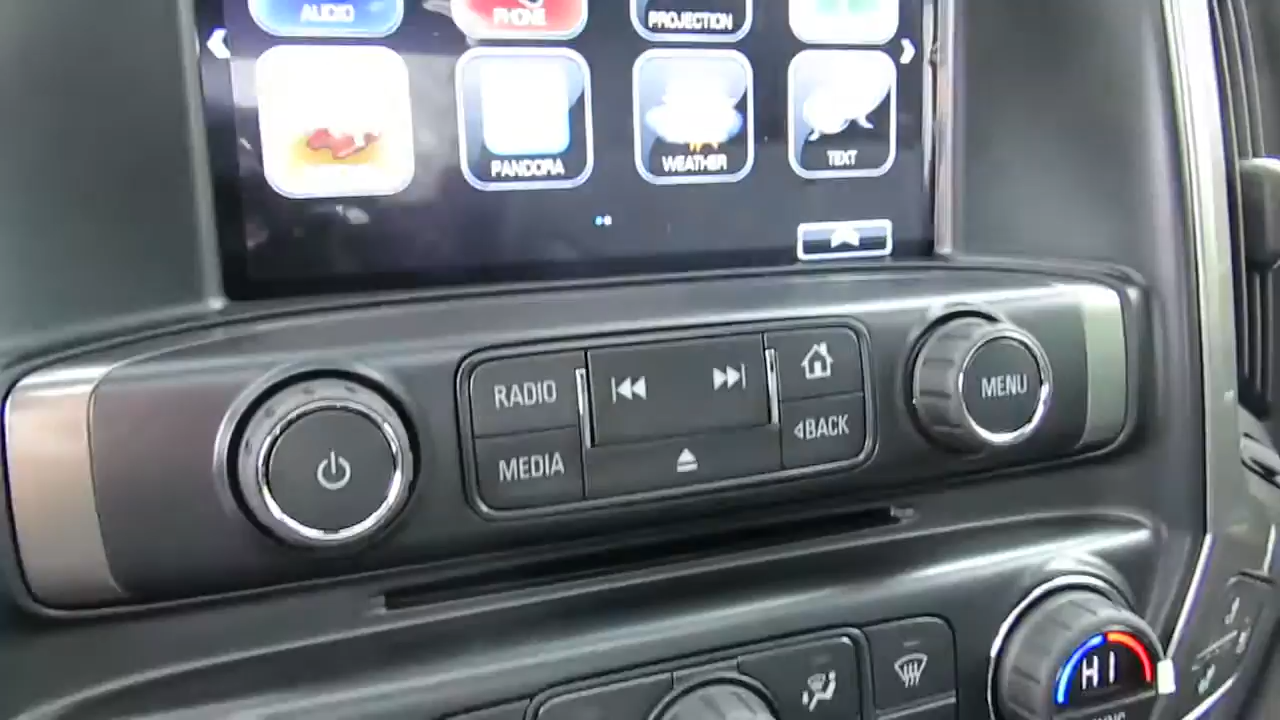 AUDIO
PHONE
PROJECTION
PANDORA
WEATHER
TEXT
RADIO
MEDIA
BACK
MENU
HI